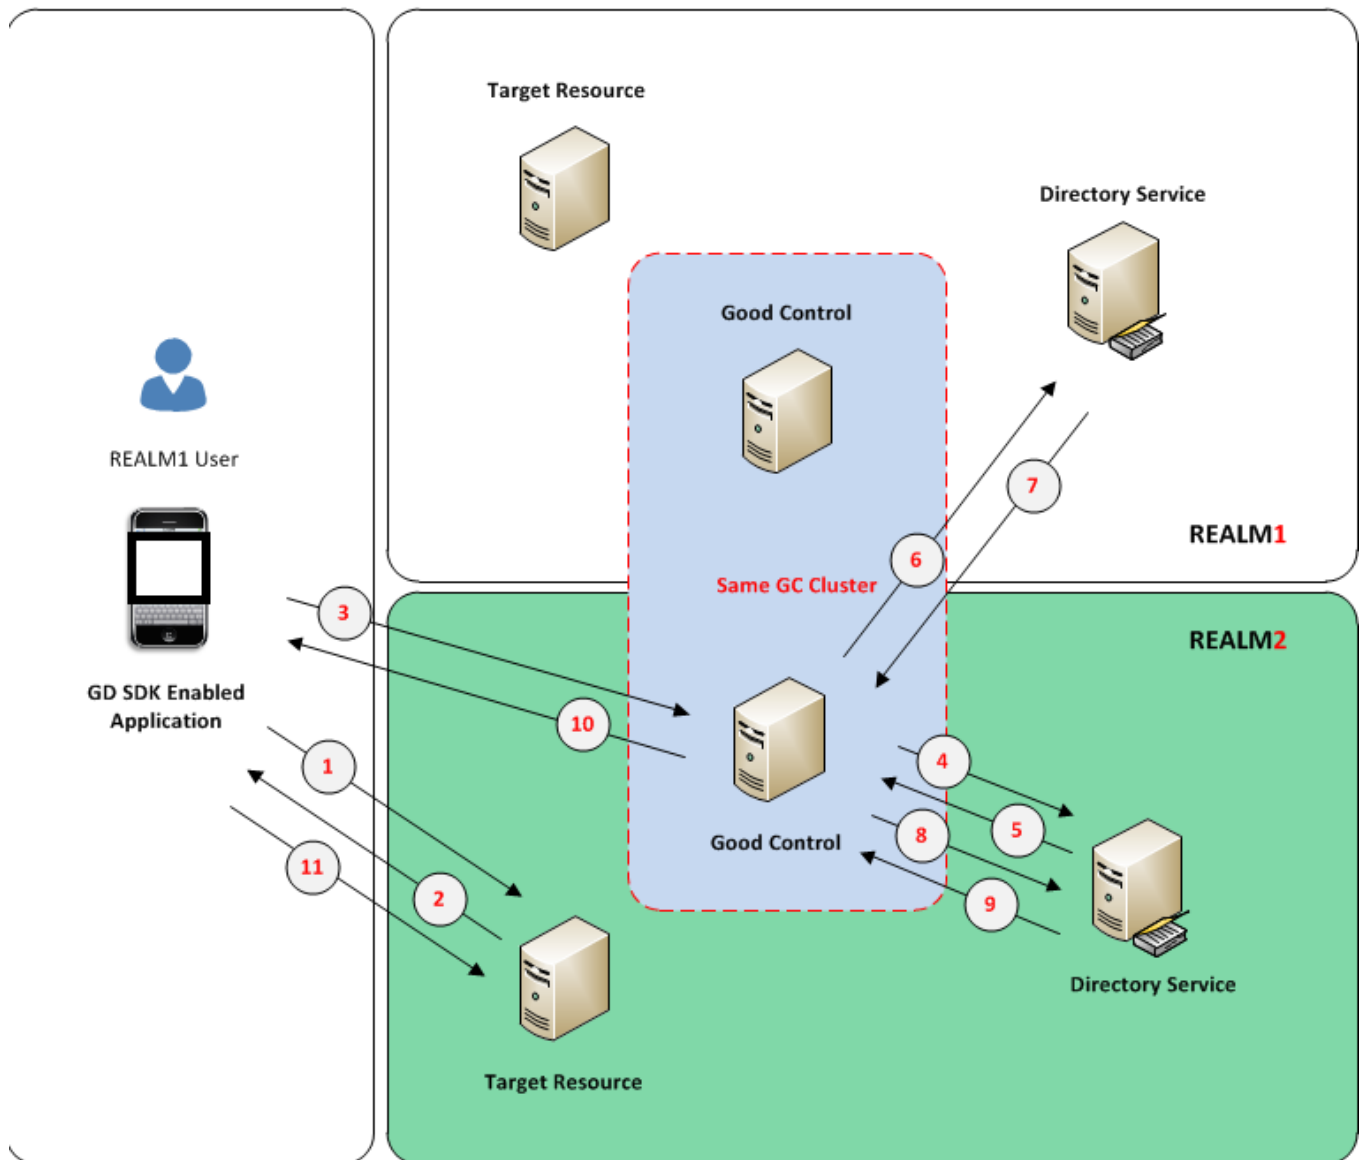 Target Resource
Directory Service
Good Control
REALM1 User
7
REALM1
6
Same GC Cluster
3
REALM2
GD SDK Enabled
Application
10
1
4
5
8
Good Control
11
2
9
Directory Service
Target Resource